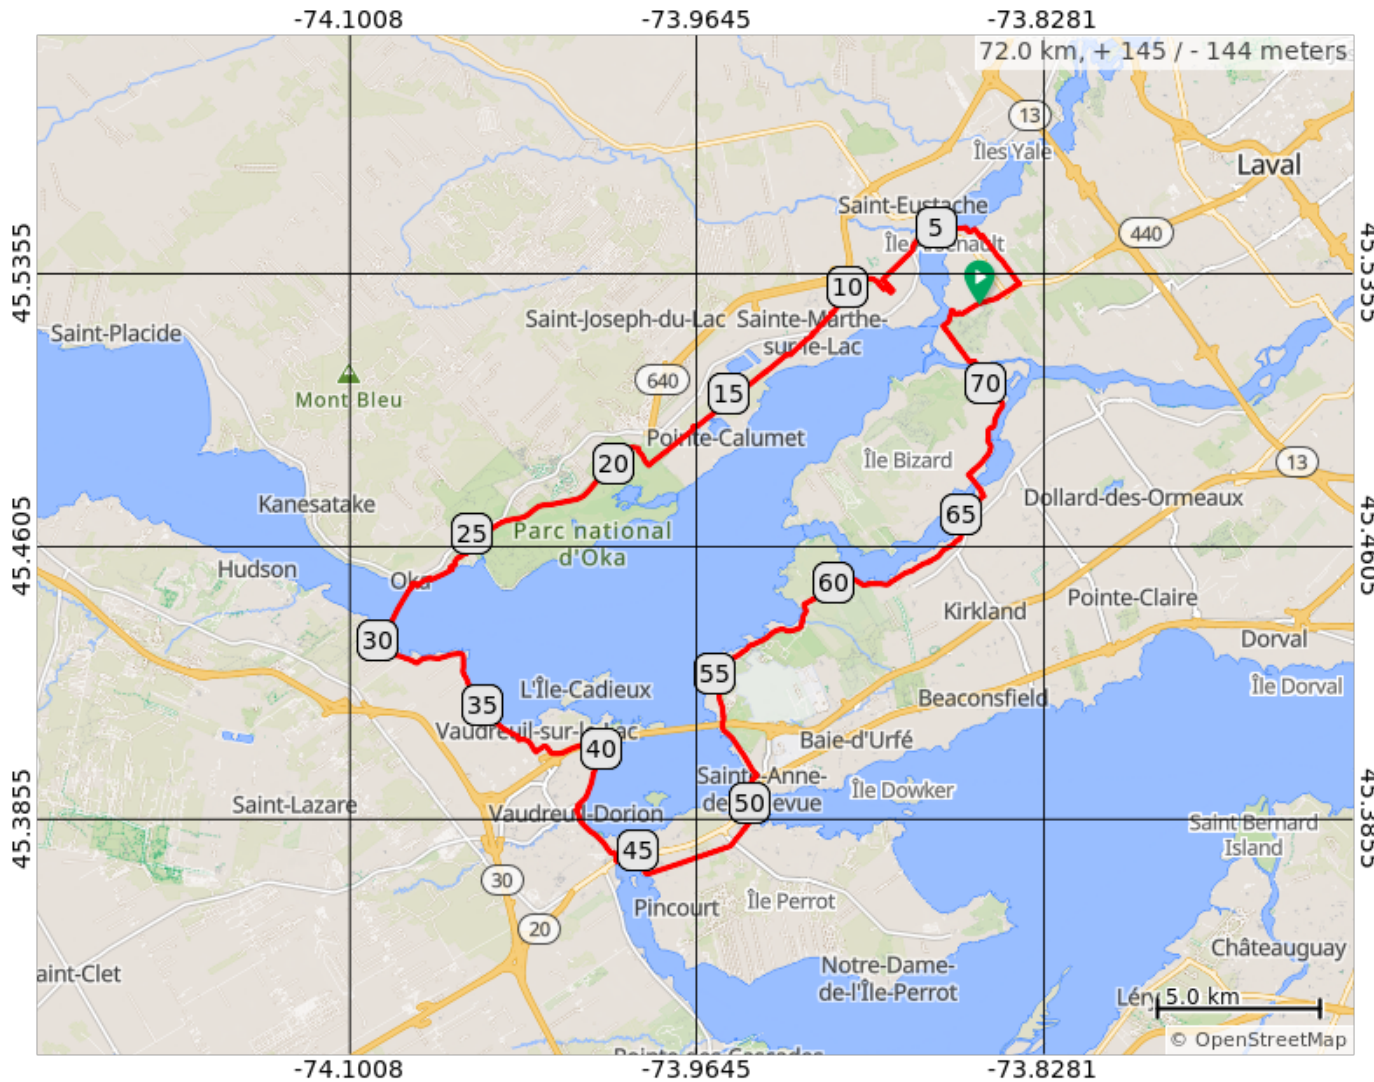 -74.1008
-73.9645
-73.8281
72.0 km, + 145 / - 144 meters
13
Îles Yale
Laval
Saint-Eustache
5
440
45.5355
45.5355
10
Saint-Placide
Saint-Joseph-du-Lac
Sainte-Marthe-
sur-le-Lac
640
Mont Bleu
15
70
Pointe-Calumet
20
Île Bizard
13
Kanesatake
Dollard-des-Ormeaux
65
25
Parc national
d'Oka
45.4605
45.4605
Hudson
Oka
60
Pointe-Claire
Kirkland
30
Dorval
55
L'Île-Cadieux
Île Dorval
Beaconsfield
35
Vaudreuil-sur-le-Lac
40
Baie-d'Urfé
Île Dowker
50
Saint-Lazare
Vaudreuil-Dorion
45.3855
45.3855
Saint Bernard
Island
45
30
Île Perrot
Pincourt
20
Châteauguay
aint-Clet
Notre-Dame-
de-l'Île-Perrot
Léry
5.0 km
© OpenStreetMap
-74.1008
-73.9645
-73.8281